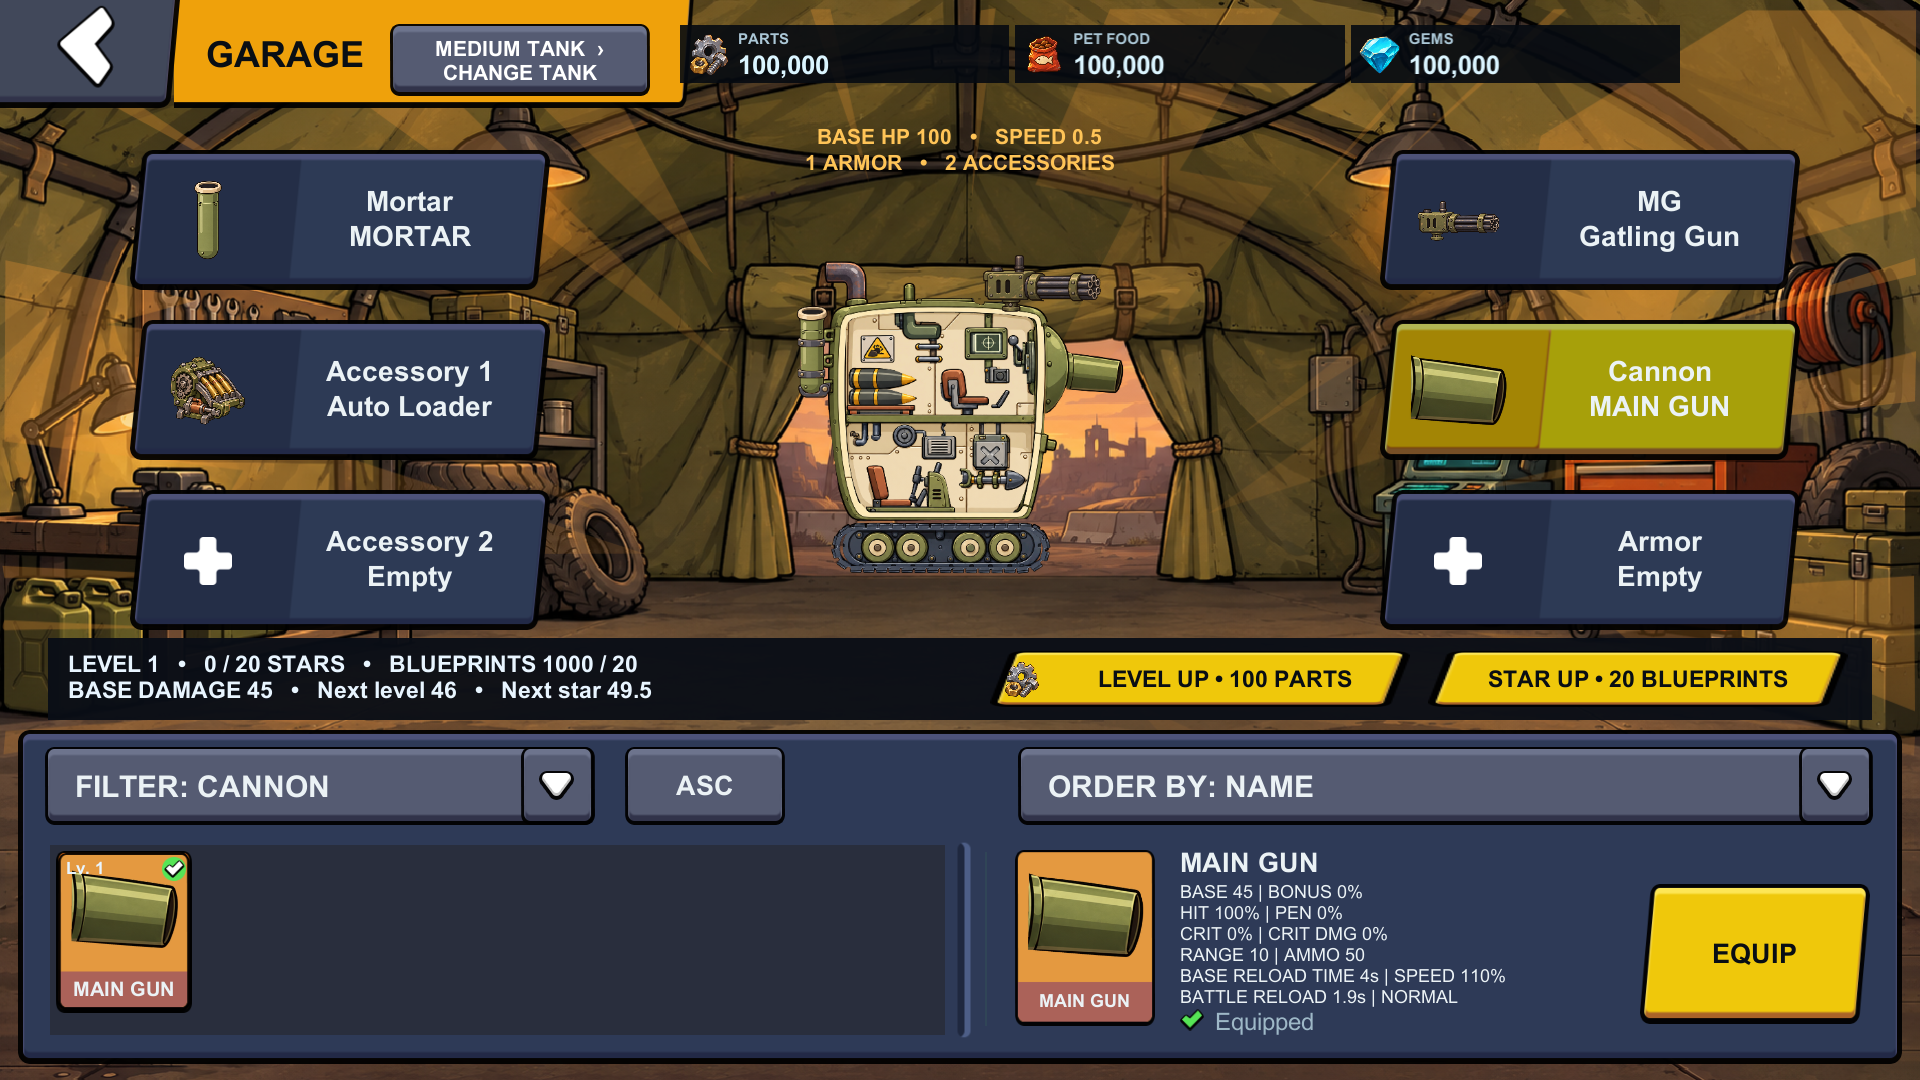 GARAGE
MEDIUM TANK ›
CHANGE TANK
PARTS
100,000
PET FOOD
100,000
GEMS
100,000
BASE HP 100 • SPEED 0.5
1 ARMOR • 2 ACCESSORIES
Mortar
MORTAR
MG
Gatling Gun
Accessory 1
Auto Loader
Cannon
MAIN GUN
Accessory 2
Empty
Armor
Empty
LEVEL 1 • 0 / 20 STARS • BLUEPRINTS 1000 / 20
BASE DAMAGE 45 • Next level 46 • Next star 49.5
LEVEL UP • 100 PARTS
STAR UP • 20 BLUEPRINTS
FILTER: CANNON
ASC
ORDER BY: NAME
Lv. 1
MAIN GUN
MAIN GUN
MAIN GUN
BASE 45 | BONUS 0%
HIT 100% | PEN 0%
CRIT 0% | CRIT DMG 0%
RANGE 10 | AMMO 50
BASE RELOAD TIME 4s | SPEED 110%
BATTLE RELOAD 1.9s | NORMAL
Equipped
EQUIP